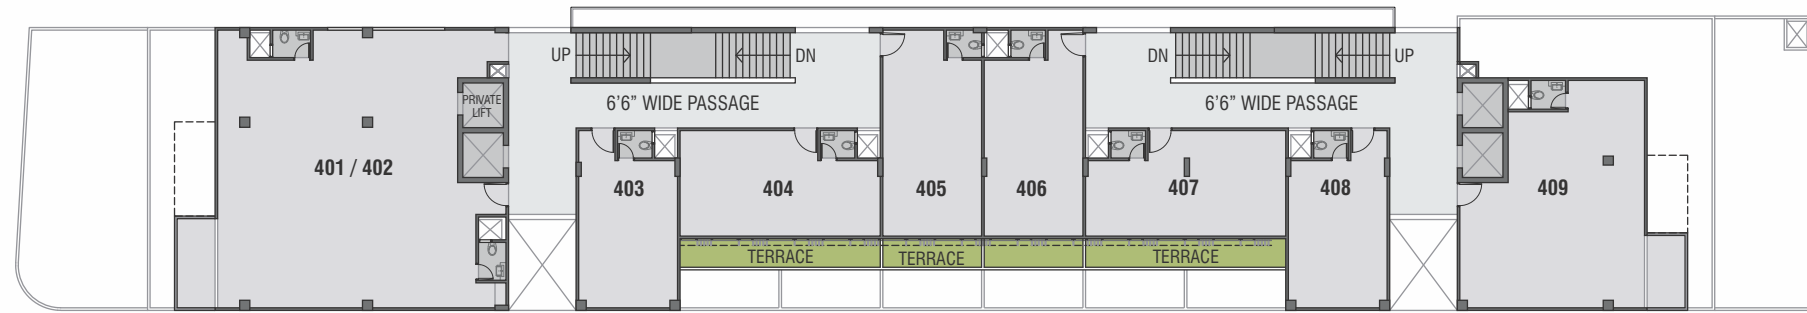 UP
DN
DN
UP
PRIVATE
LIFT
6'6" WIDE PASSAGE
6'6" WIDE PASSAGE
401 / 402
403
404
405
406
407
408
409
TERRACE
TERRACE
TERRACE